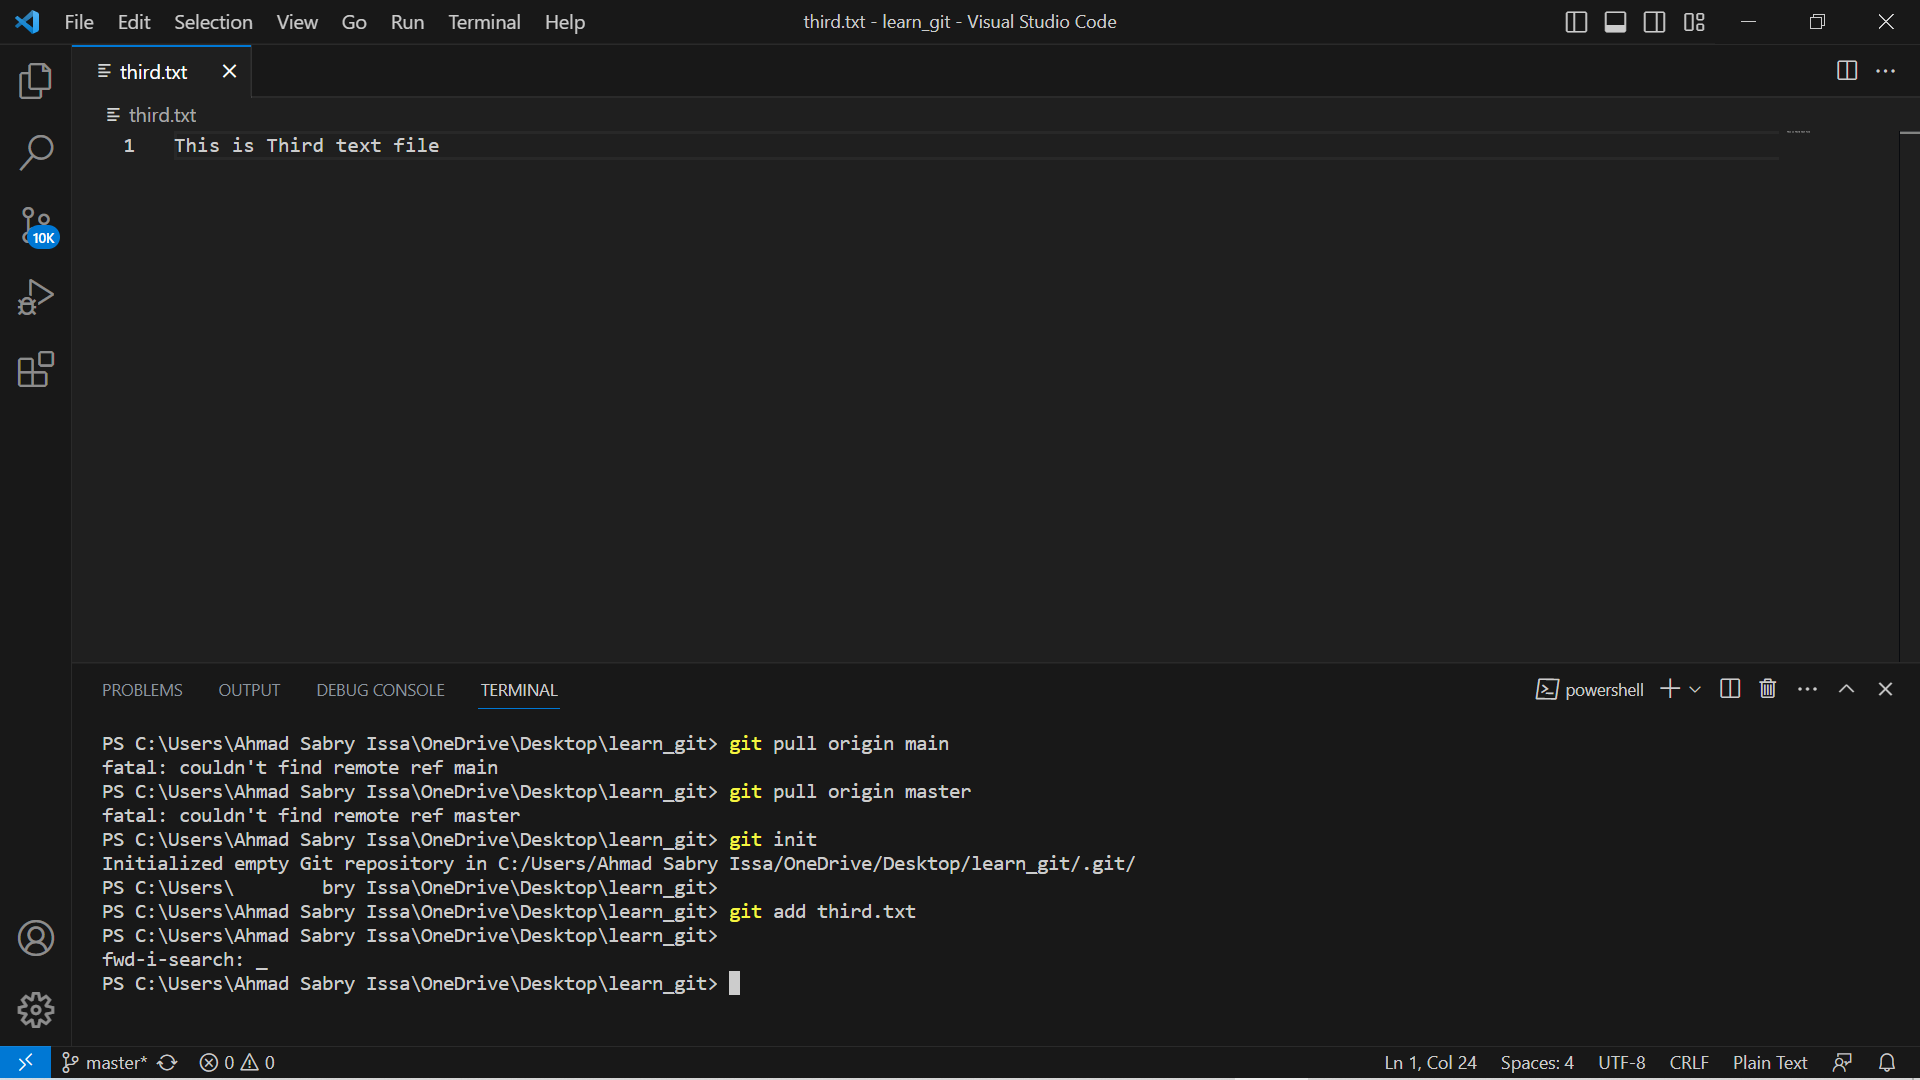 File Edit Selection View Go Run Terminal Help third.txt - learn_git - Visual Studio Code
third.txt
third.txt
1 This is Third text file
10K
PROBLEMS OUTPUT DEBUG CONSOLE TERMINAL powershell
PS C:\Users\Ahmad Sabry Issa\OneDrive\Desktop\learn_git> git pull origin main
fatal: couldn't find remote ref main
PS C:\Users\Ahmad Sabry Issa\OneDrive\Desktop\learn_git> git pull origin master
fatal: couldn't find remote ref master
PS C:\Users\Ahmad Sabry Issa\OneDrive\Desktop\learn_git> git init
Initialized empty Git repository in C:/Users/Ahmad Sabry Issa/OneDrive/Desktop/learn_git/.git/
PS C:\Users\        bry Issa\OneDrive\Desktop\learn_git>
PS C:\Users\Ahmad Sabry Issa\OneDrive\Desktop\learn_git> git add third.txt
PS C:\Users\Ahmad Sabry Issa\OneDrive\Desktop\learn_git>
fwd-i-search: _
PS C:\Users\Ahmad Sabry Issa\OneDrive\Desktop\learn_git>
master* 0 0 Ln 1, Col 24 Spaces: 4 UTF-8 CRLF Plain Text